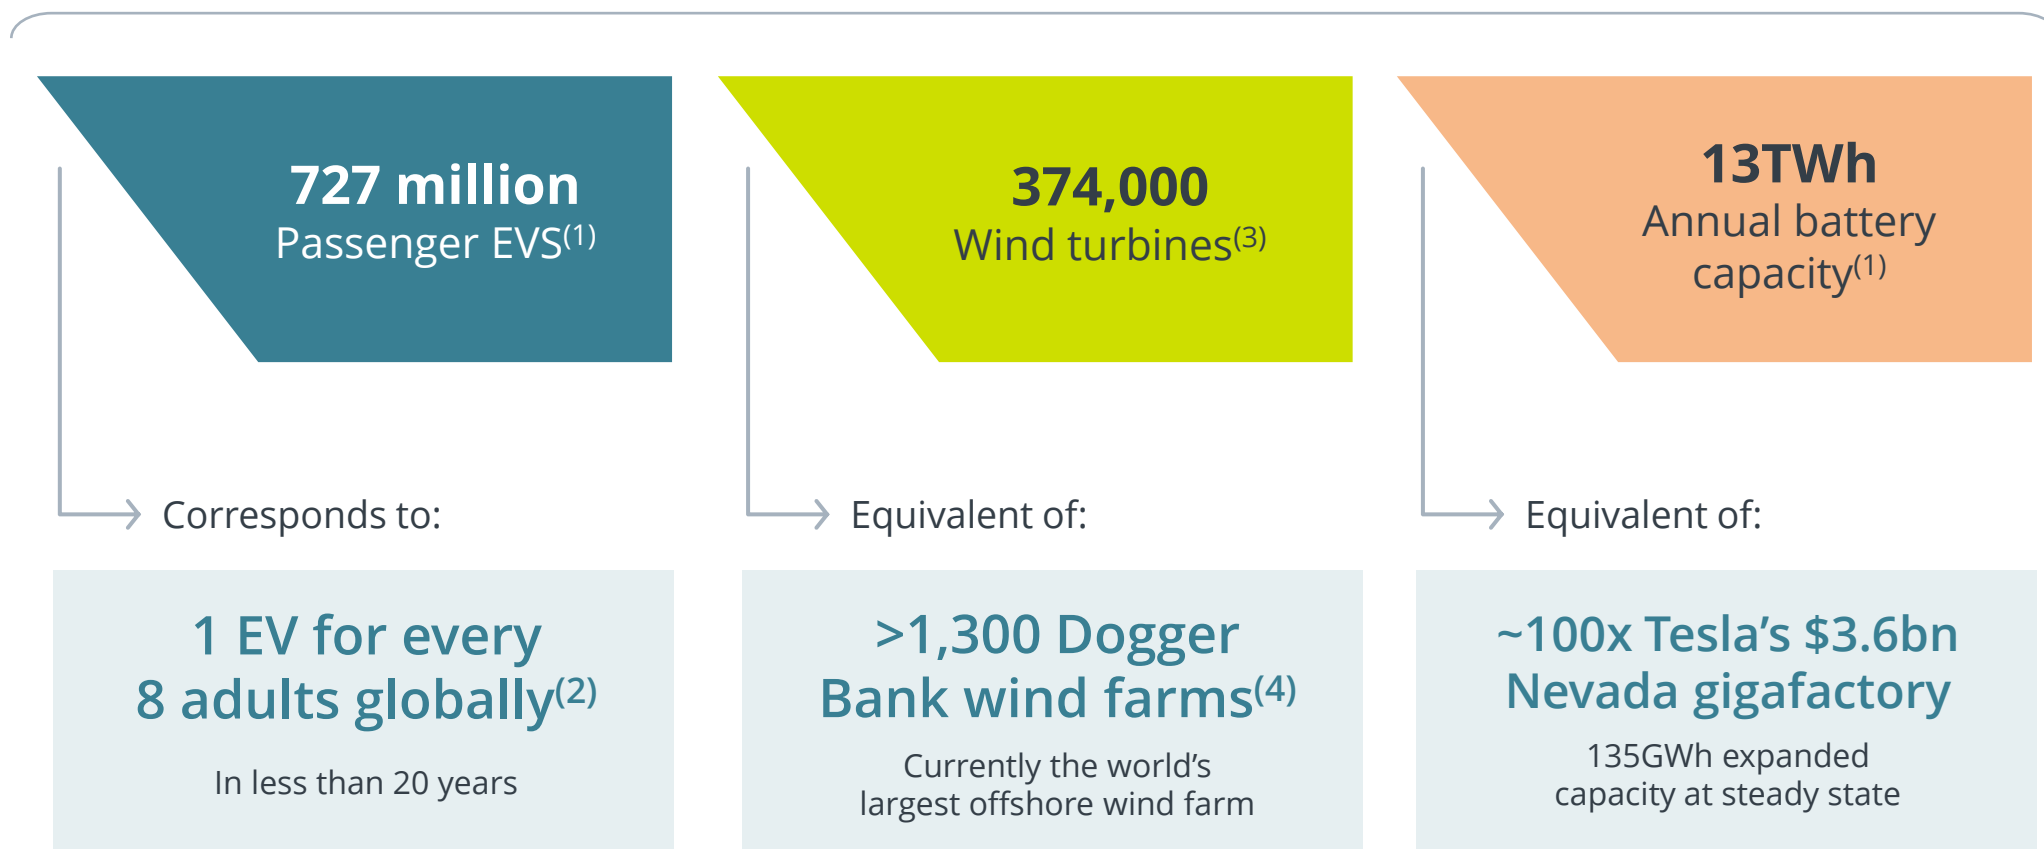 727 million
Passenger EVS(1)
Corresponds to:
1 EV for every
8 adults globally(2)
In less than 20 years
374,000
Wind turbines(3)
Equivalent of:
>1,300 Dogger
Bank wind farms(4)
Currently the world’s
largest offshore wind farm
13TWh
Annual battery
capacity(1)
Equivalent of:
~100x Tesla’s $3.6bn
Nevada gigafactory
135GWh expanded
capacity at steady state